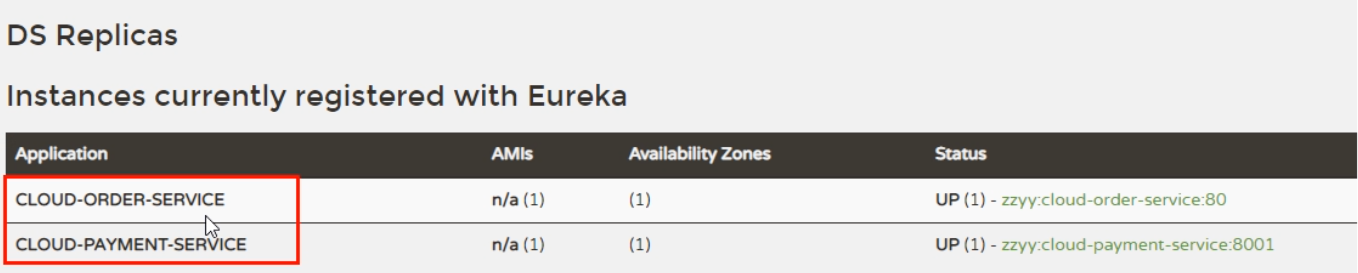 DS Replicas
Instances currently registered with Eureka
Application AMIs Availability Zones Status
CLOUD-ORDER-SERVICE n/a (1) (1) UP (1) - zzyy:cloud-order-service:80
CLOUD-PAYMENT-SERVICE n/a (1) (1) UP (1) - zzyy:cloud-payment-service:8001